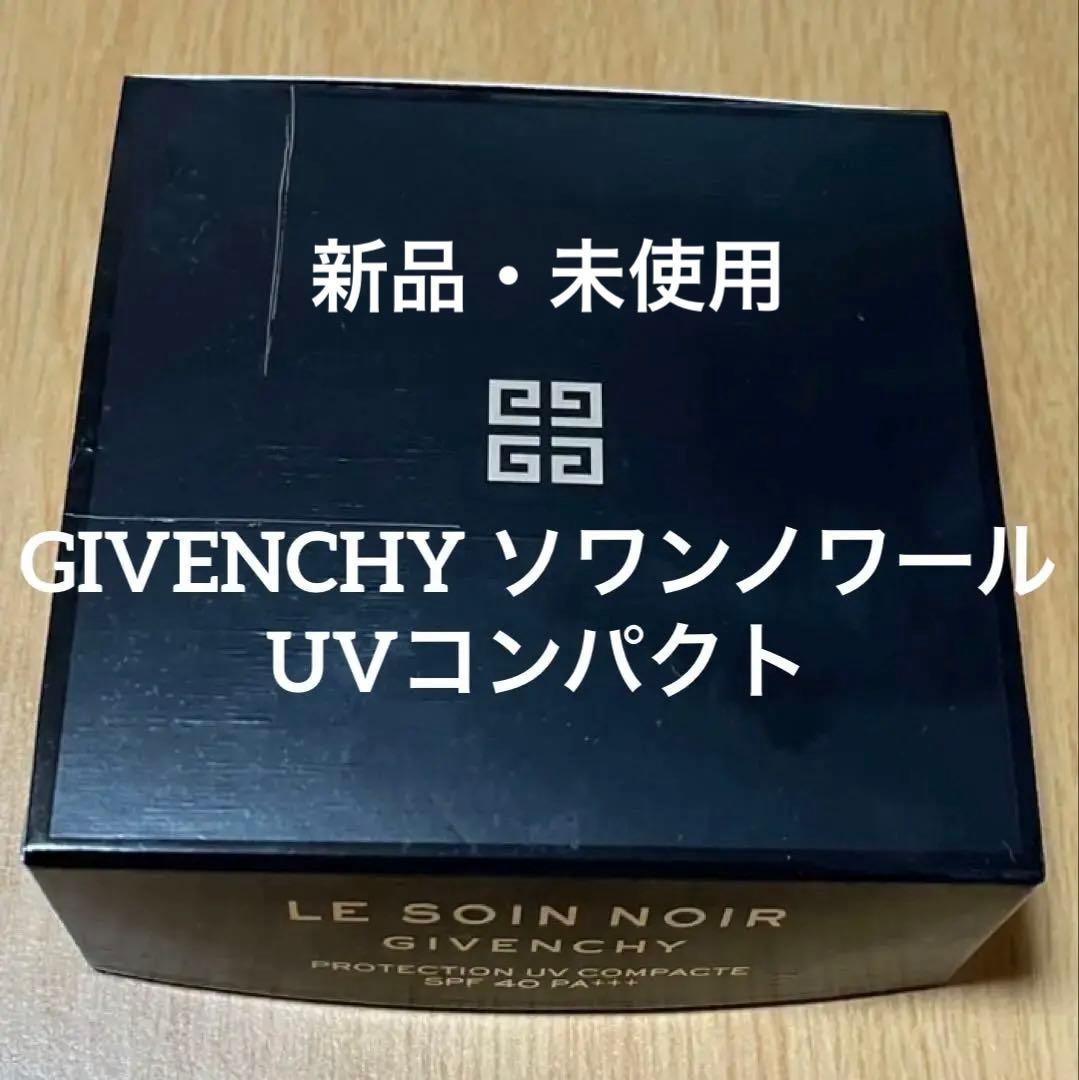 新品・未使用
GIVENCHY ソワンノワール
UVコンパクト
LE SOIN NOIR
GIVENCHY
PROTECTION UV COMPACTE
SPF 40 PA+++